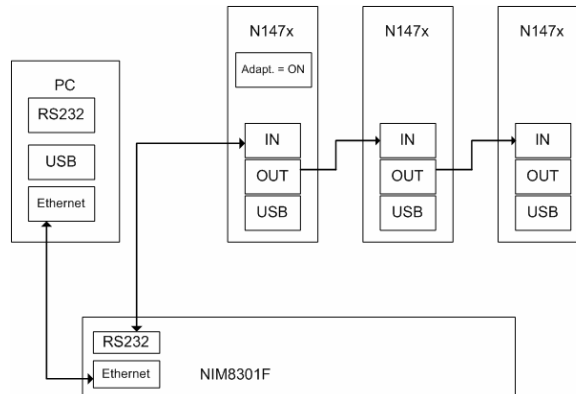 PC
RS232
USB
Ethernet
N147x
Adapt. = ON
IN
OUT
USB
N147x
IN
OUT
USB
N147x
IN
OUT
USB
RS232
Ethernet
NIM8301F